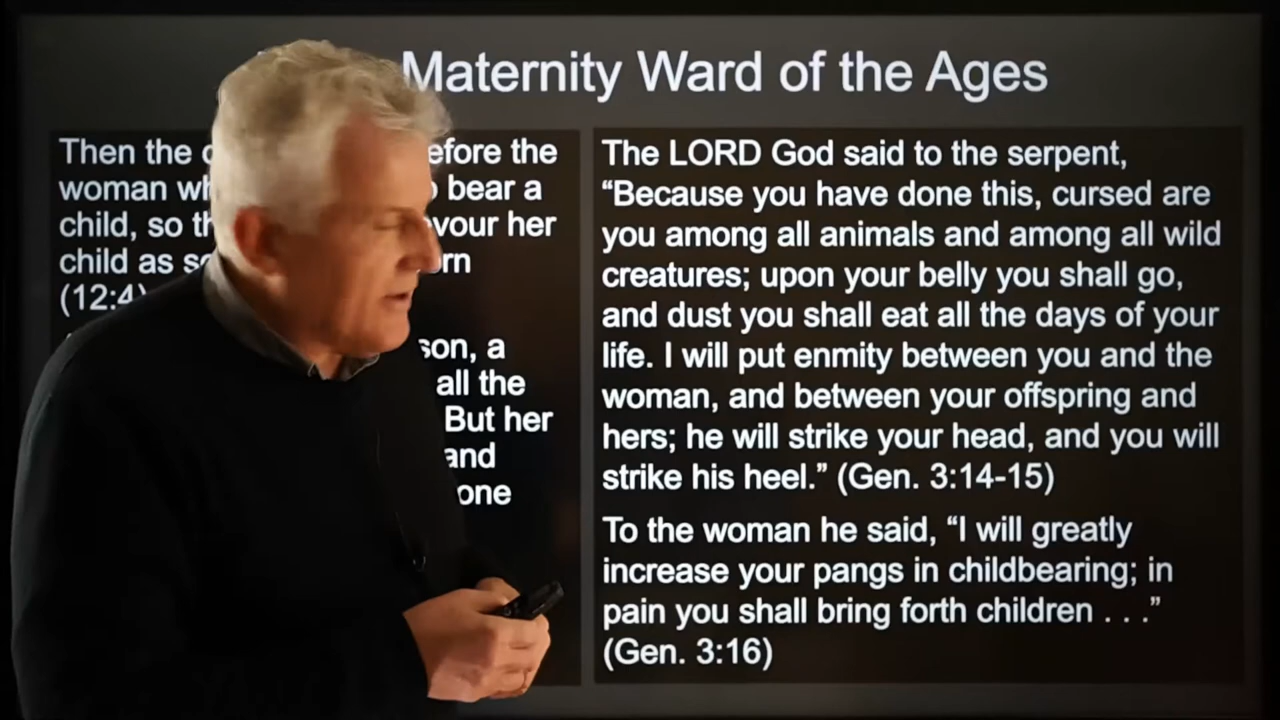 Maternity Ward of the Ages
Then the
woman
child, so
child as
(12:4)
before the
bear a
her
son, a
all the
But her
and
one
The LORD God said to the serpent,
“Because you have done this, cursed are
you among all animals and among all wild
creatures; upon your belly you shall go,
and dust you shall eat all the days of your
life. I will put enmity between you and the
woman, and between your offspring and
hers; he will strike your head, and you will
strike his heel.” (Gen. 3:14-15)
To the woman he said, “I will greatly
increase your pangs in childbearing; in
pain you shall bring forth children . . .”
(Gen. 3:16)